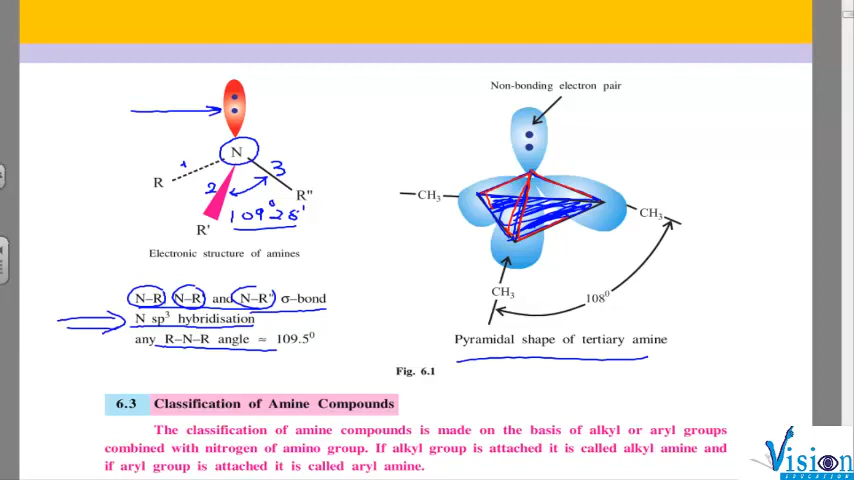 Non-bonding electron pair
N
1
3
2
R
R"
109°28'
R'
CH3
CH3
Electronic structure of amines
CH3
108⁰
N–R N–R' and N–R" σ–bond
N sp³ hybridisation
any R–N–R angle ≈ 109.5⁰
Pyramidal shape of tertiary amine
Fig. 6.1
6.3 Classification of Amine Compounds
The classification of amine compounds is made on the basis of alkyl or aryl groups
combined with nitrogen of amino group. If alkyl group is attached it is called alkyl amine and
if aryl group is attached it is called aryl amine.
Vision
EDUCATION